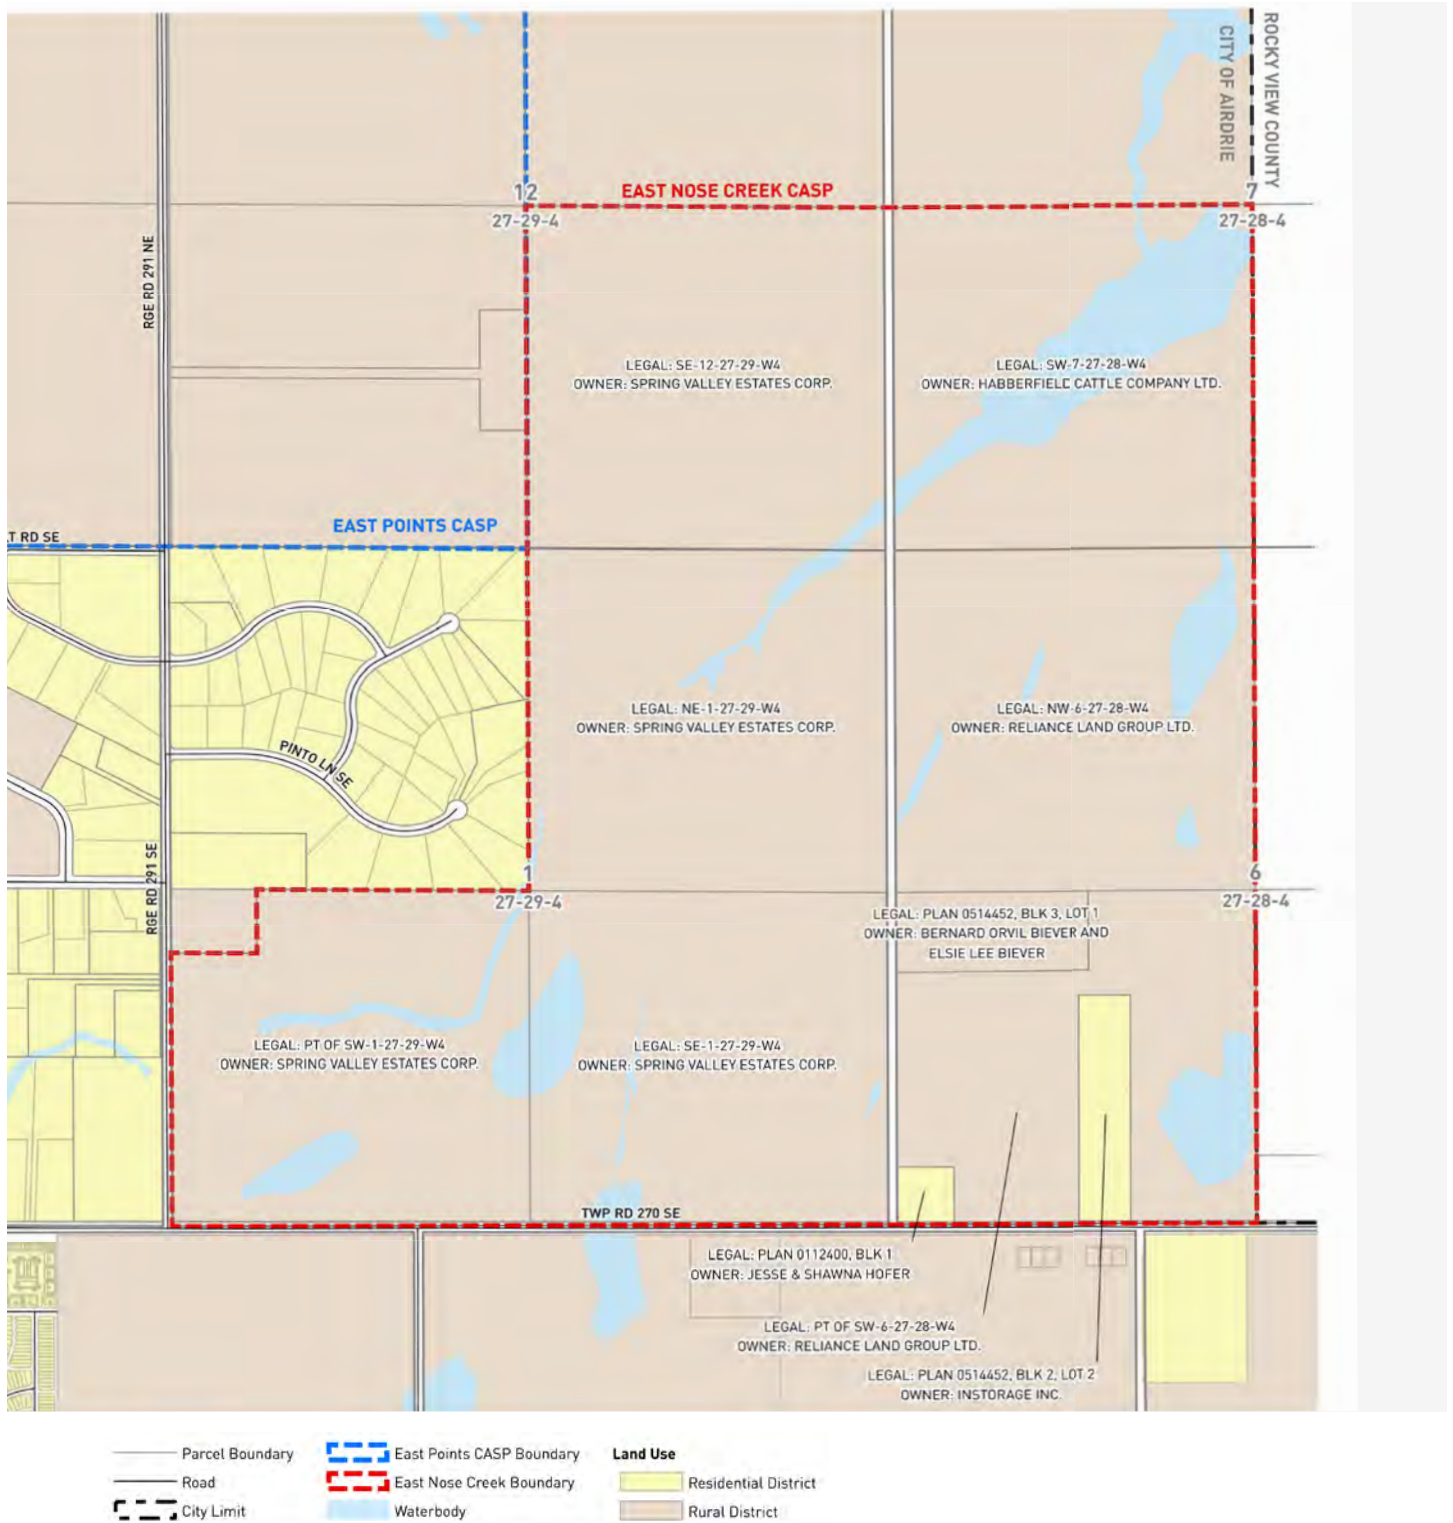 CITY OF AIRDRIE
ROCKY VIEW COUNTY
12
EAST NOSE CREEK CASP
7
27-29-4
27-28-4
RGE RD 291 NE
LEGAL: SE-12-27-29-W4
OWNER: SPRING VALLEY ESTATES CORP.
LEGAL: SW-7-27-28-W4
OWNER: HABBERFIELD CATTLE COMPANY LTD.
EAST POINTS CASP
T RD SE
LEGAL: NE-1-27-29-W4
OWNER: SPRING VALLEY ESTATES CORP.
LEGAL: NW-6-27-28-W4
OWNER: RELIANCE LAND GROUP LTD.
PINTO LN SE
RGE RD 291 SE
1
27-29-4
6
27-28-4
LEGAL: PLAN 0514452, BLK 3, LOT 1
OWNER: BERNARD ORVIL BIEVER AND
ELSIE LEE BIEVER
LEGAL: PT OF SW-1-27-29-W4
OWNER: SPRING VALLEY ESTATES CORP.
LEGAL: SE-1-27-29-W4
OWNER: SPRING VALLEY ESTATES CORP.
TWP RD 270 SE
LEGAL: PLAN 0112400, BLK 1
OWNER: JESSE & SHAWNA HOFER
LEGAL: PT OF SW-6-27-28-W4
OWNER: RELIANCE LAND GROUP LTD.
LEGAL: PLAN 0514452, BLK 2, LOT 2
OWNER: INSTORAGE INC.
Parcel Boundary
Road
City Limit
East Points CASP Boundary
East Nose Creek Boundary
Waterbody
Land Use
Residential District
Rural District